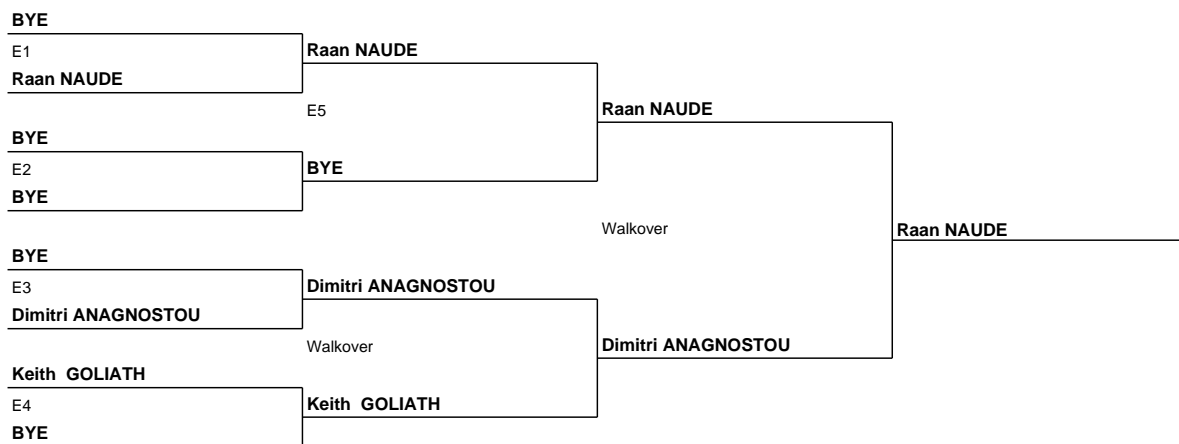 BYE
E1
Raan NAUDE
Raan NAUDE
E5
Raan NAUDE
BYE
E2
BYE
BYE
Walkover
Raan NAUDE
BYE
E3
Dimitri ANAGNOSTOU
Dimitri ANAGNOSTOU
Walkover
Dimitri ANAGNOSTOU
Keith GOLIATH
E4
Keith GOLIATH
BYE